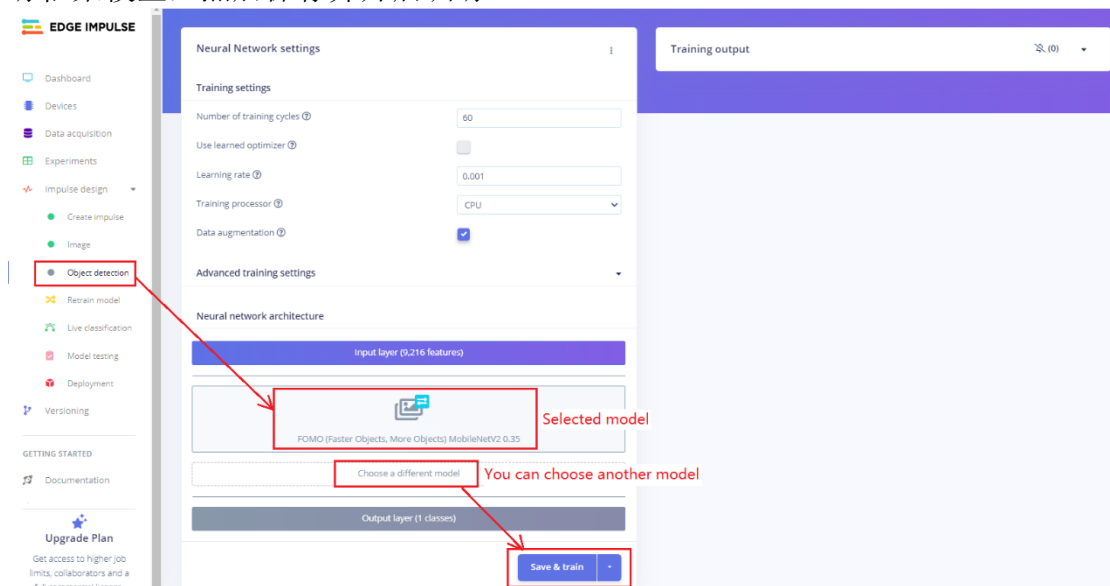 EDGE IMPULSE
Dashboard
Devices
Data acquisition
Experiments
Impulse design
Create impulse
Image
Object detection
Retrain model
Live classification
Model testing
Deployment
Versioning
GETTING STARTED
Documentation
Upgrade Plan
Get access to higher job
limits, collaborators and a
Neural Network settings
Training settings
Number of training cycles ?
60
Use learned optimizer ?
Learning rate ?
0.001
Training processor ?
CPU
Data augmentation ?
Advanced training settings
Neural network architecture
Input layer (9,216 features)
FOMO (Faster Objects, More Objects) MobileNetV2 0.35
Selected model
Choose a different model
You can choose another model
Output layer (1 classes)
Save & train
Training output
(0)